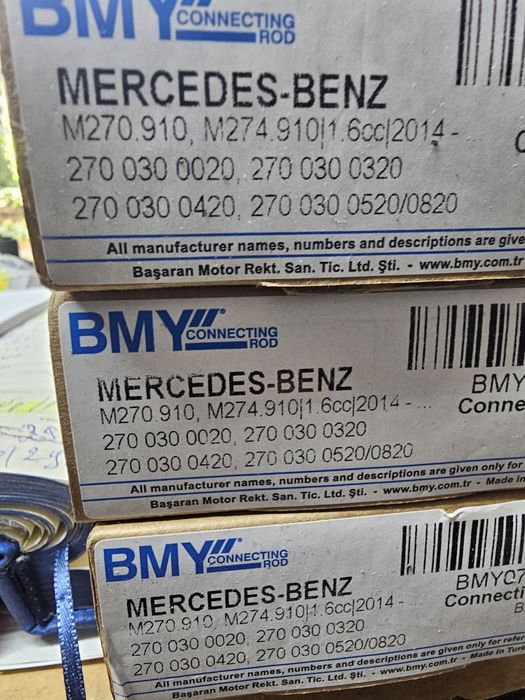 BMY CONNECTING
ROD
MERCEDES-BENZ
M270.910, M274.910|1.6cc|2014 - ...
270 030 0020, 270 030 0320
270 030 0420, 270 030 0520/0820
All manufacturer names, numbers and descriptions are give
Başaran Motor Rekt. San. Tic. Ltd. Şti. - www.bmy.com.tr
BMY CONNECTING
ROD
MERCEDES-BENZ
M270.910, M274.910|1.6cc|2014 - ...
270 030 0020, 270 030 0320
270 030 0420, 270 030 0520/0820
BMY
Conne
All manufacturer names, numbers and descriptions are given only for
Başaran Motor Rekt. San. Tic. Ltd. Şti. - www.bmy.com.tr - Made in
BMY CONNECTING
ROD
MERCEDES-BENZ
M270.910, M274.910|1.6cc|2014 -
270 030 0020, 270 030 0320
270 030 0420, 270 030 0520/0820
BMY07
Connecti
B
All manufacturer names, numbers and descriptions are given only for refer
Başaran Motor Rekt. San. Tic. Ltd. Şti. - www.bmy.com.tr - Made in Turk